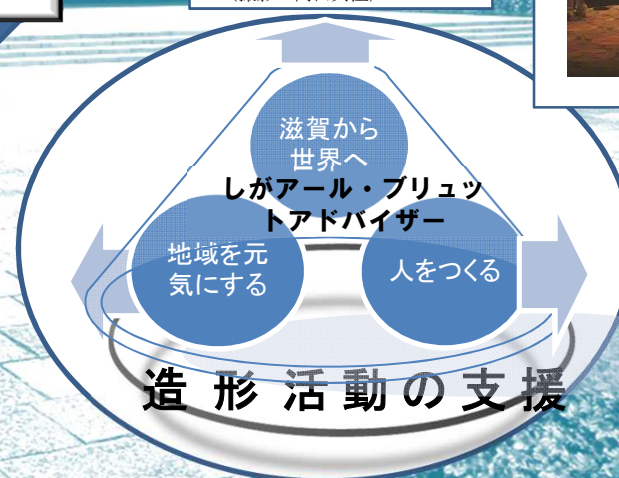 滋賀から
世界へ
しがアール・ブリュッ
トアドバイザー
地域を元
気にする
人をつくる
造形活動の支援